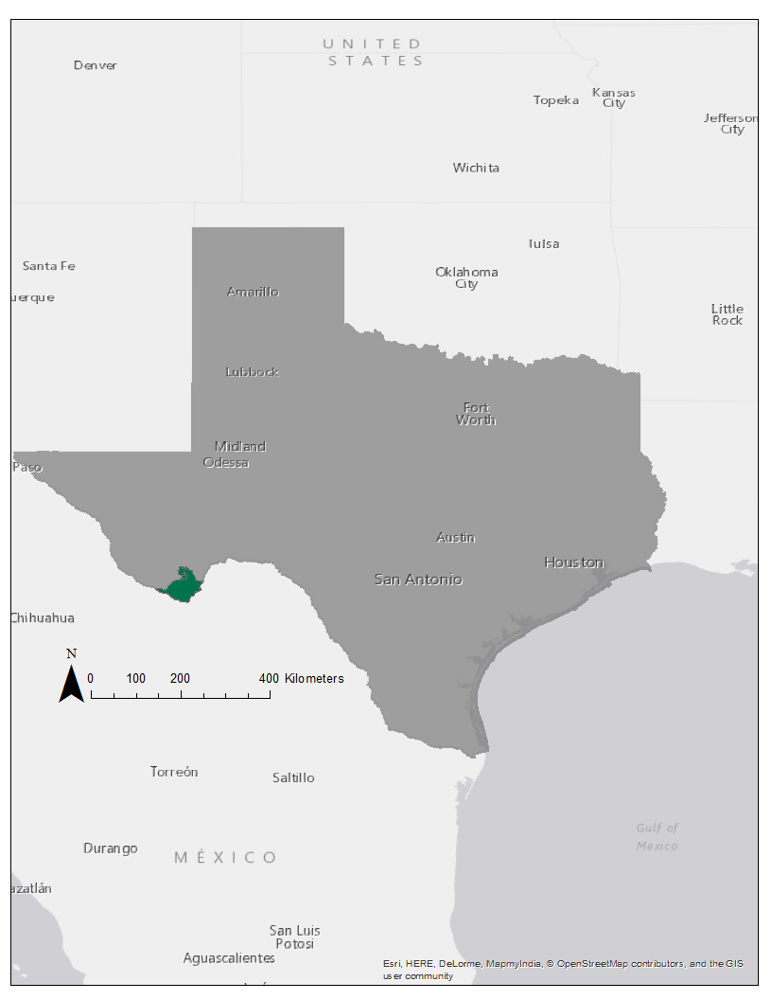 UNITED
STATES
Denver
Kansas
City
Topeka
Jefferson
City
Wichita
Tulsa
Santa Fe
Oklahoma
City
Amarillo
uerque
Little
Rock
Lubbock
Fort
Worth
Midland
Odessa
Paso
Austin
Houston
San Antonio
Chihuahua
N
0 100 200 400 Kilometers
Torreón
Saltillo
Gulf of
Mexico
Durango
MÉXICO
azatlán
San Luis
Potosi
Aguascalientes
Esri, HERE, DeLorme, MapmyIndia, © OpenStreetMap contributors, and the GIS
user community